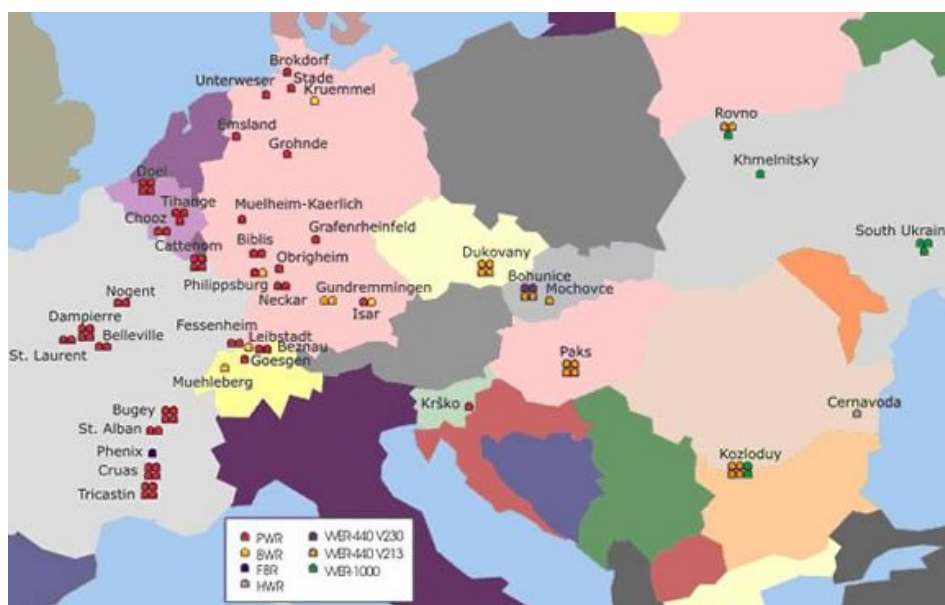 Brokdorf
Stade
Unterweser
Kruemmel
Rovno
Emsland
Grohnde
Khmelnitsky
Doel
Tihange
Muelheim-Kaerlich
Chooz
Grafenrheinfeld
South Ukrain
Cattenom
Biblis
Dukovany
Obrigheim
Bohunice
Philippsburg
Gundremmingen
Mochovce
Nogent
Neckar
Isar
Dampierre
Fessenheim
Belleville
Leibstadt
St. Laurent
Beznau
Goesgen
Paks
Muehleberg
Krško
Cernavoda
Bugey
St. Alban
Phenix
Kozloduy
Cruas
Tricastin
PWR
VVER-440 V230
BWR
VVER-440 V213
FBR
VVER-1000
HWR